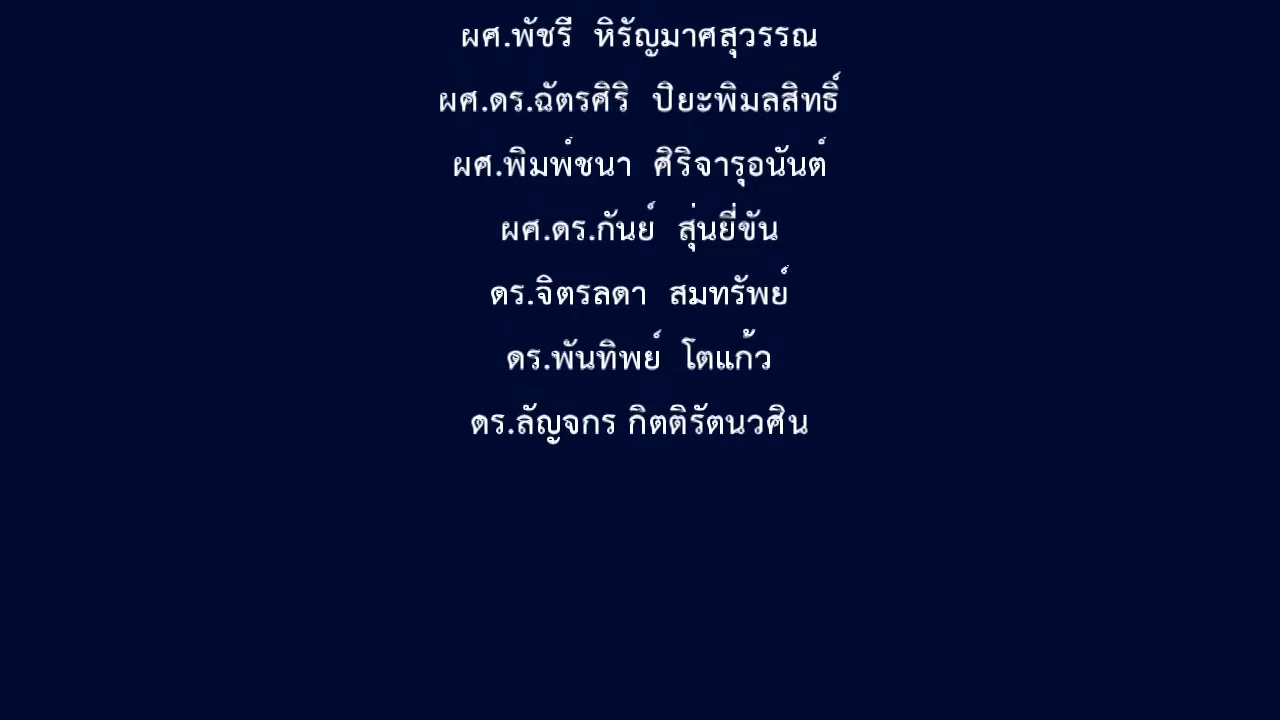 ผศ.พัชรี หิรัญมาศสุวรรณ
ผศ.ดร.ฉัตรศิริ ปิยะพิมลสิทธิ์
ผศ.พิมพ์ชนา ศิริจารุอนันต์
ผศ.ดร.กันย์ สุ่นยี่ขัน
ดร.จิตรลดา สมทรัพย์
ดร.พันทิพย์ โตแก้ว
ดร.ลัญจกร กิตติรัตนวศิน